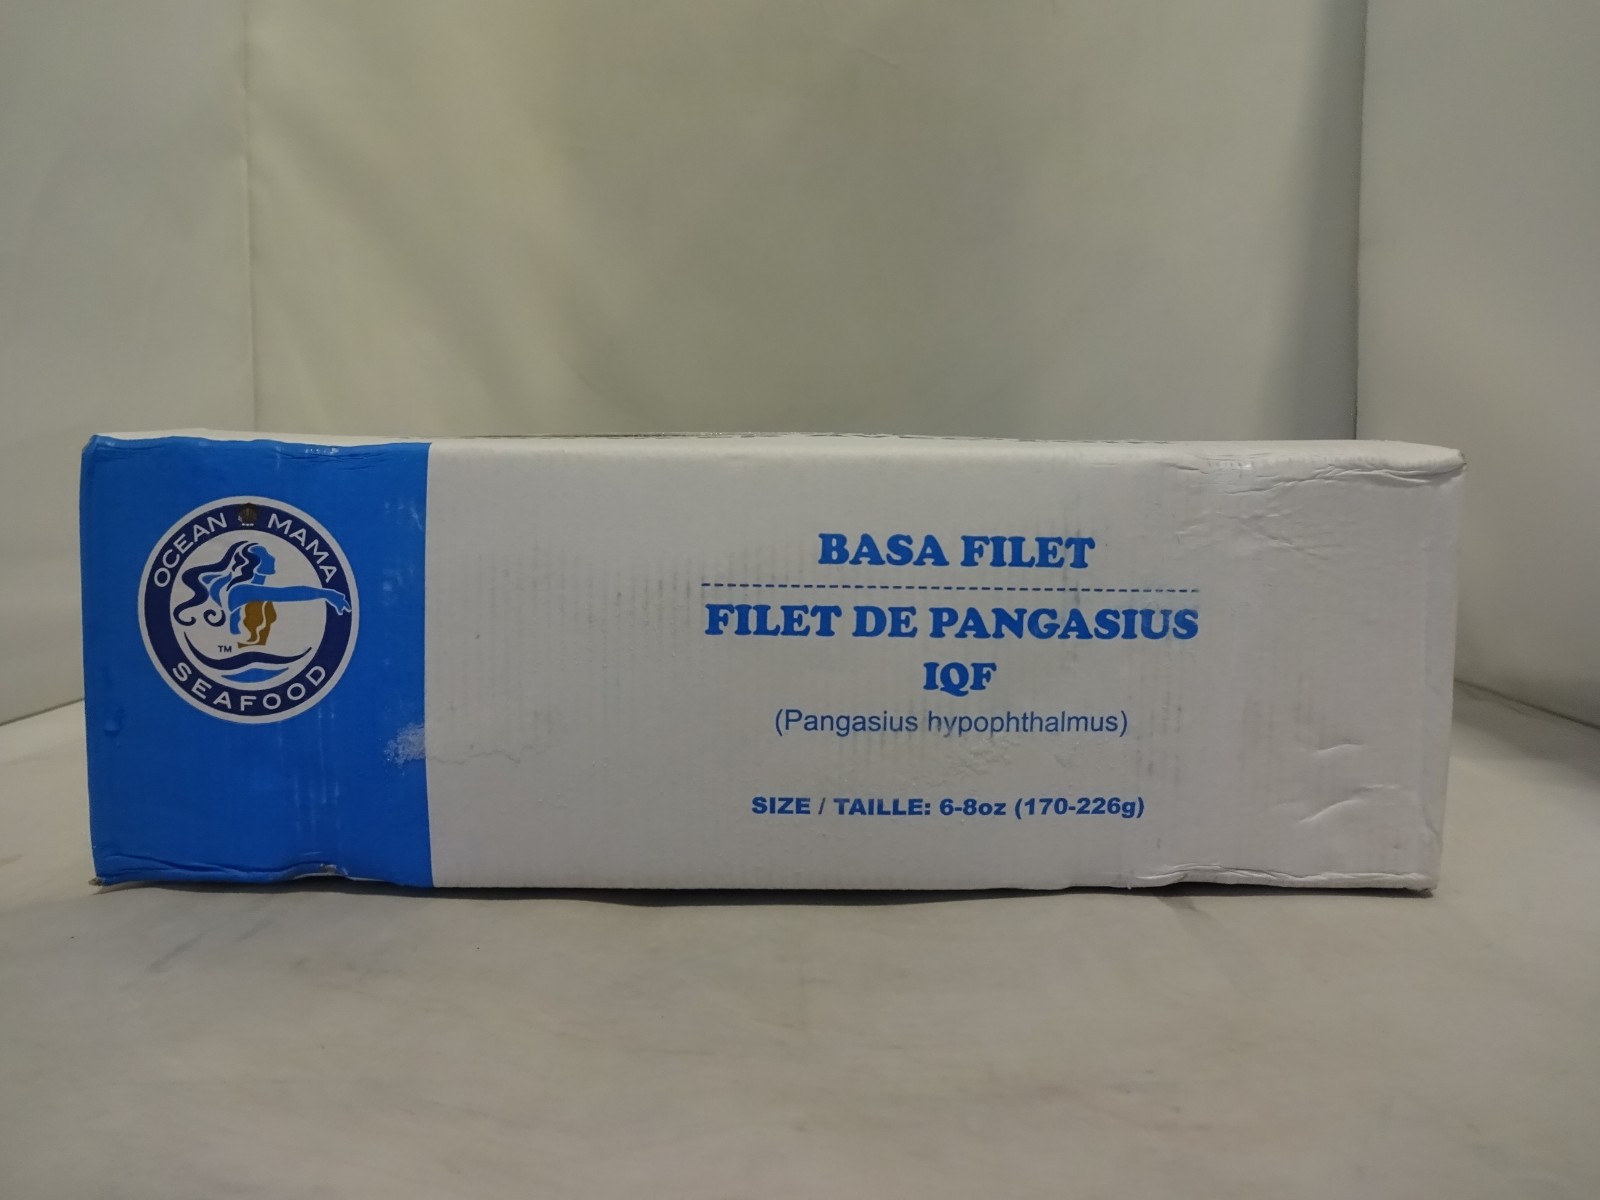 OCEAN MAMA
SEAFOOD
TM
BASA FILET
FILET DE PANGASIUS
IQF
(Pangasius hypophthalmus)
SIZE / TAILLE: 6-8oz (170-226g)